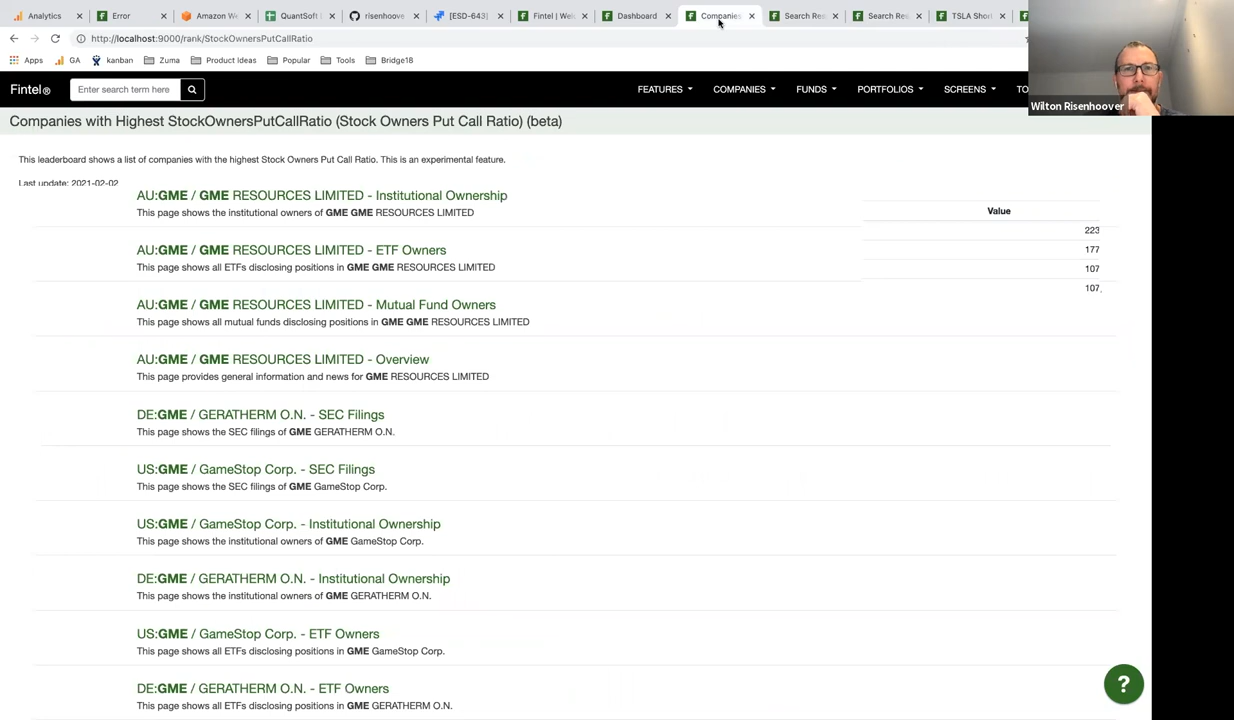 Analytics
Error
Amazon We
QuantSoft
risenhoove
[ESD-643]
Fintel | Wel
Dashboard
Companies
Search Res
Search Res
TSLA Short
http://localhost:9000/rank/StockOwnersPutCallRatio
Apps GA kanban Zuma Product Ideas Popular Tools Bridge18
Fintel®
Enter search term here
FEATURES COMPANIES FUNDS PORTFOLIOS SCREENS TO
Wilton Risenhoover
Companies with Highest StockOwnersPutCallRatio (Stock Owners Put Call Ratio) (beta)
This leaderboard shows a list of companies with the highest Stock Owners Put Call Ratio. This is an experimental feature.
Last update: 2021-02-02
AU:GME / GME RESOURCES LIMITED - Institutional Ownership
This page shows the institutional owners of GME GME RESOURCES LIMITED
Value
223
AU:GME / GME RESOURCES LIMITED - ETF Owners
177
This page shows all ETFs disclosing positions in GME GME RESOURCES LIMITED
107
107
AU:GME / GME RESOURCES LIMITED - Mutual Fund Owners
This page shows all mutual funds disclosing positions in GME GME RESOURCES LIMITED
AU:GME / GME RESOURCES LIMITED - Overview
This page provides general information and news for GME RESOURCES LIMITED
DE:GME / GERATHERM O.N. - SEC Filings
This page shows the SEC filings of GME GERATHERM O.N.
US:GME / GameStop Corp. - SEC Filings
This page shows the SEC filings of GME GameStop Corp.
US:GME / GameStop Corp. - Institutional Ownership
This page shows the institutional owners of GME GameStop Corp.
DE:GME / GERATHERM O.N. - Institutional Ownership
This page shows the institutional owners of GME GERATHERM O.N.
US:GME / GameStop Corp. - ETF Owners
This page shows all ETFs disclosing positions in GME GameStop Corp.
DE:GME / GERATHERM O.N. - ETF Owners
This page shows all ETFs disclosing positions in GME GERATHERM O.N.
?